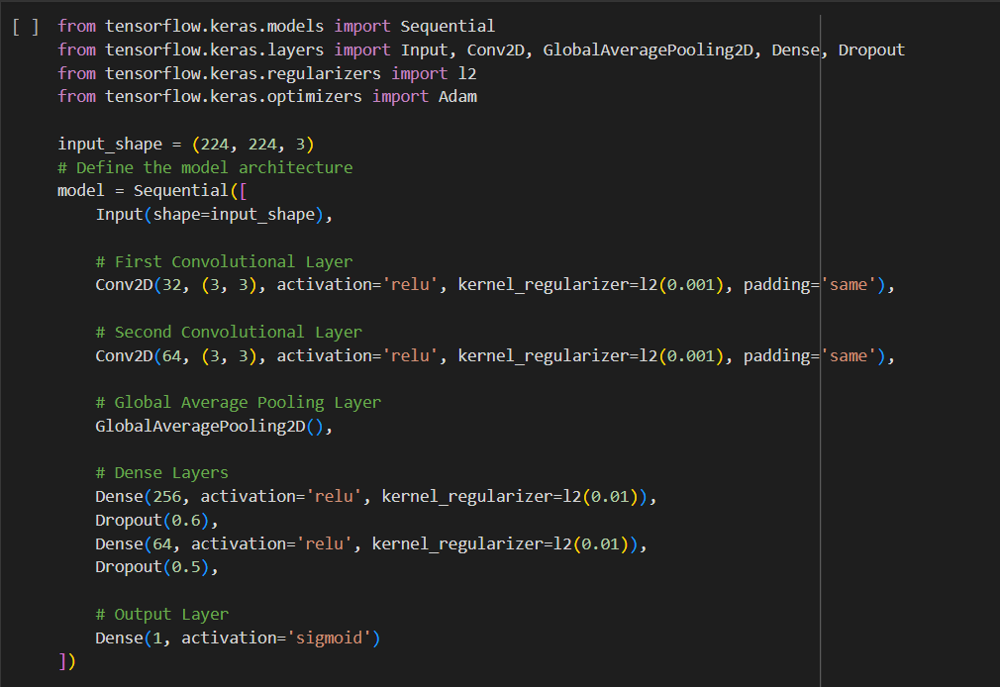 [ ] from tensorflow.keras.models import Sequential
from tensorflow.keras.layers import Input, Conv2D, GlobalAveragePooling2D, Dense, Dropout
from tensorflow.keras.regularizers import l2
from tensorflow.keras.optimizers import Adam
input_shape = (224, 224, 3)
# Define the model architecture
model = Sequential([
    Input(shape=input_shape),
    # First Convolutional Layer
    Conv2D(32, (3, 3), activation='relu', kernel_regularizer=l2(0.001), padding='same'),
    # Second Convolutional Layer
    Conv2D(64, (3, 3), activation='relu', kernel_regularizer=l2(0.001), padding='same'),
    # Global Average Pooling Layer
    GlobalAveragePooling2D(),
    # Dense Layers
    Dense(256, activation='relu', kernel_regularizer=l2(0.01)),
    Dropout(0.6),
    Dense(64, activation='relu', kernel_regularizer=l2(0.01)),
    Dropout(0.5),
    # Output Layer
    Dense(1, activation='sigmoid')
])